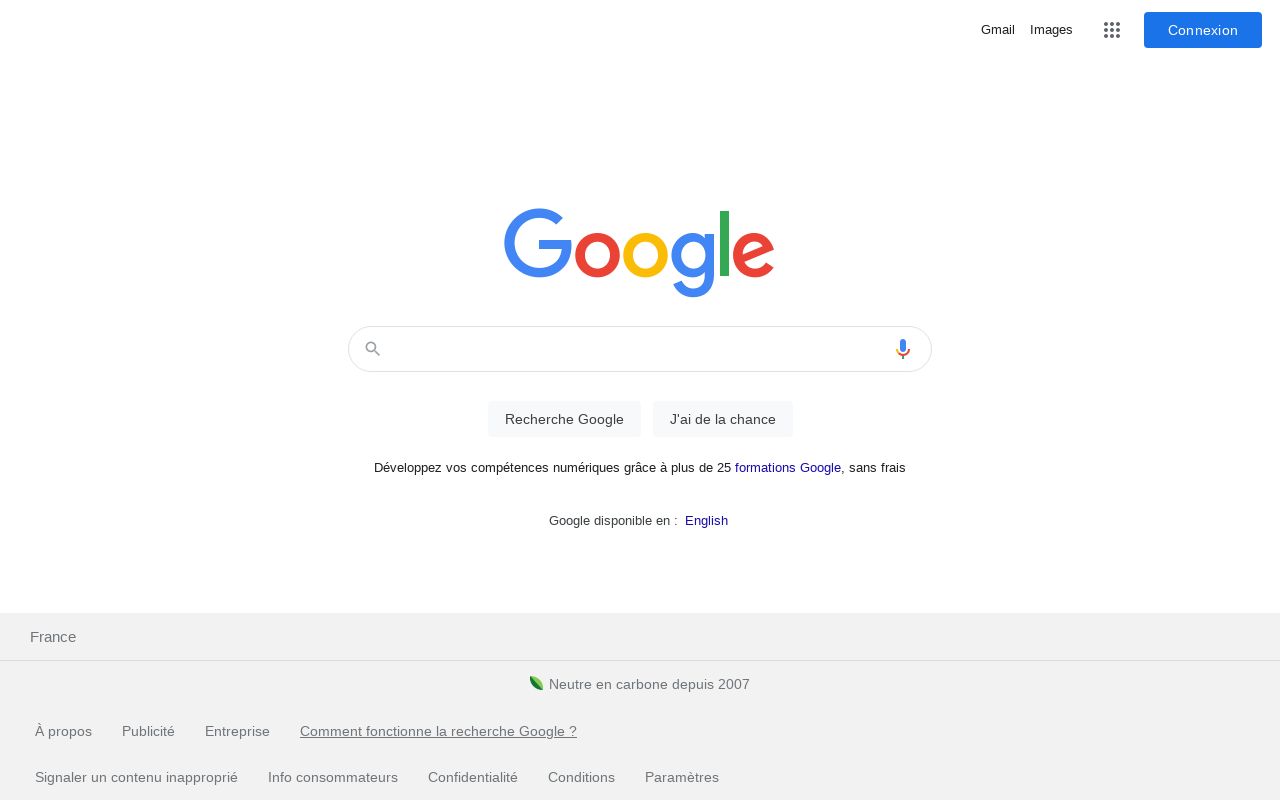 Gmail Images Connexion
Google
Recherche Google J'ai de la chance
Développez vos compétences numériques grâce à plus de 25 formations Google, sans frais
Google disponible en : English
France
Neutre en carbone depuis 2007
À propos Publicité Entreprise Comment fonctionne la recherche Google ?
Signaler un contenu inapproprié Info consommateurs Confidentialité Conditions Paramètres